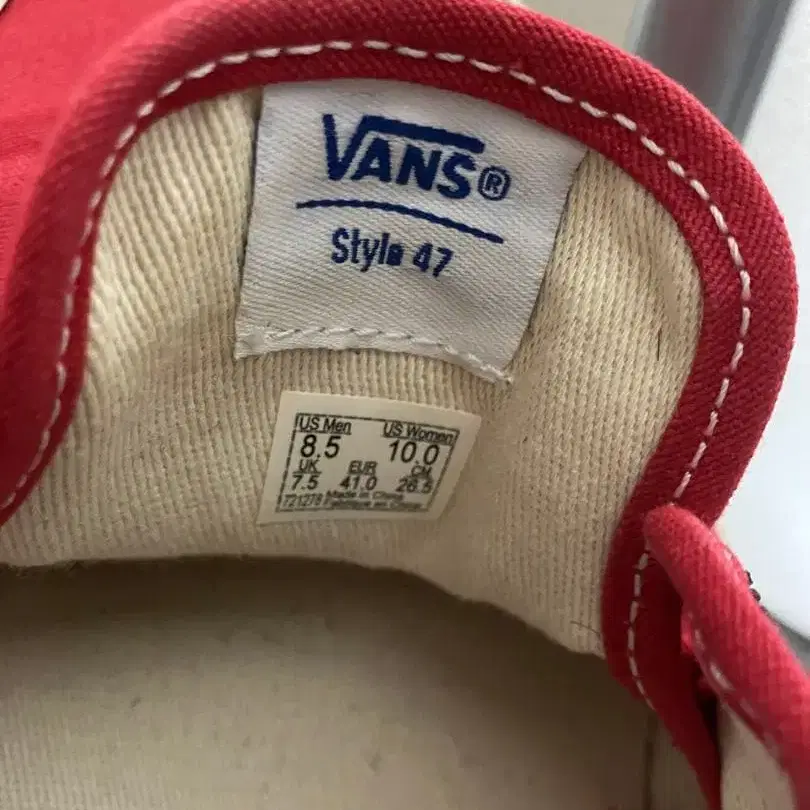 VANS®
Style 47
US Men US Women
8.5 10.0
UK EUR CM
7.5 41.0 26.5
721278 Made in China
Fabriqué en Chine